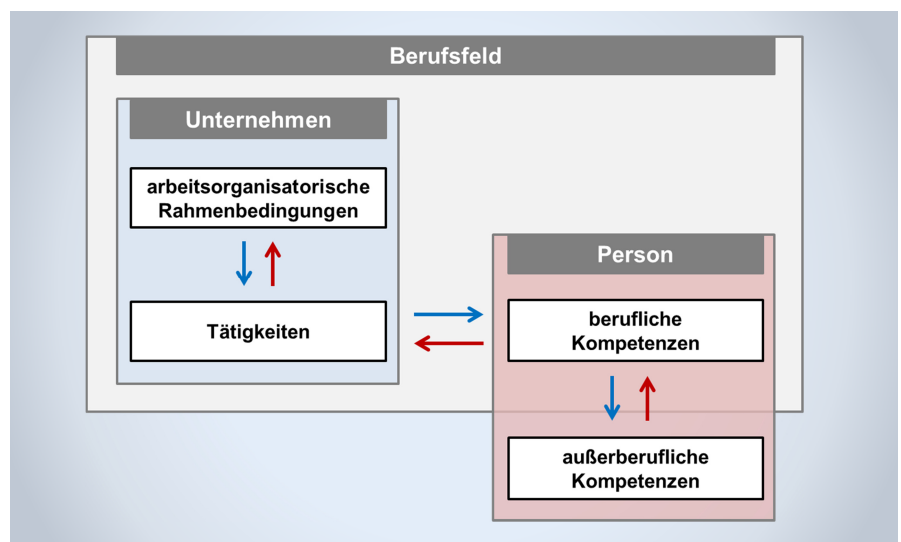 Berufsfeld
Unternehmen
arbeitsorganisatorische
Rahmenbedingungen
Tätigkeiten
Person
berufliche
Kompetenzen
außerberufliche
Kompetenzen